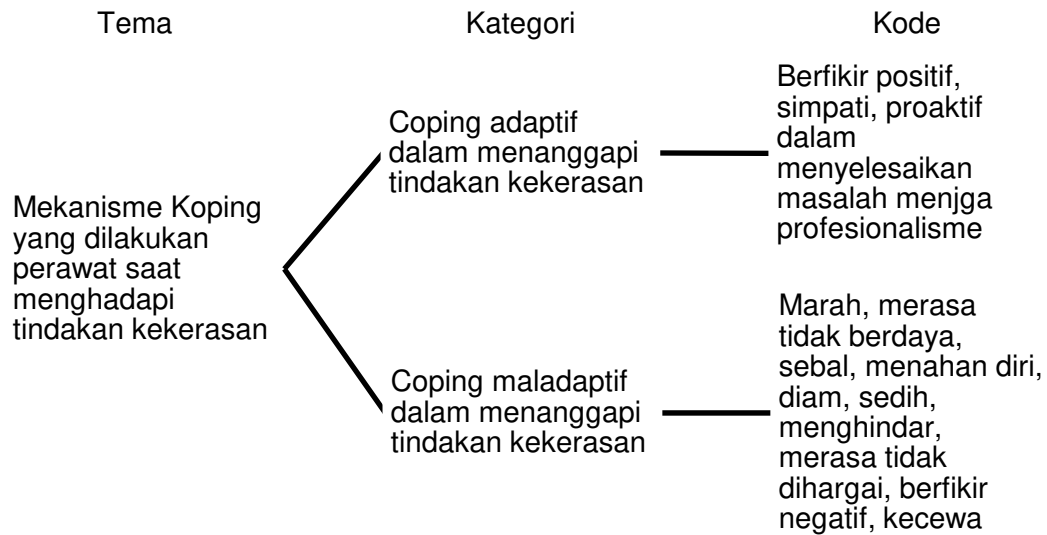 Tema
Kategori
Kode
Mekanisme Koping
yang dilakukan
perawat saat
menghadapi
tindakan kekerasan
Coping adaptif
dalam menanggapi
tindakan kekerasan
Berfikir positif,
simpati, proaktif
dalam
menyelesaikan
masalah menjga
profesionalisme
Coping maladaptif
dalam menanggapi
tindakan kekerasan
Marah, merasa
tidak berdaya,
sebal, menahan diri,
diam, sedih,
menghindar,
merasa tidak
dihargai, berfikir
negatif, kecewa